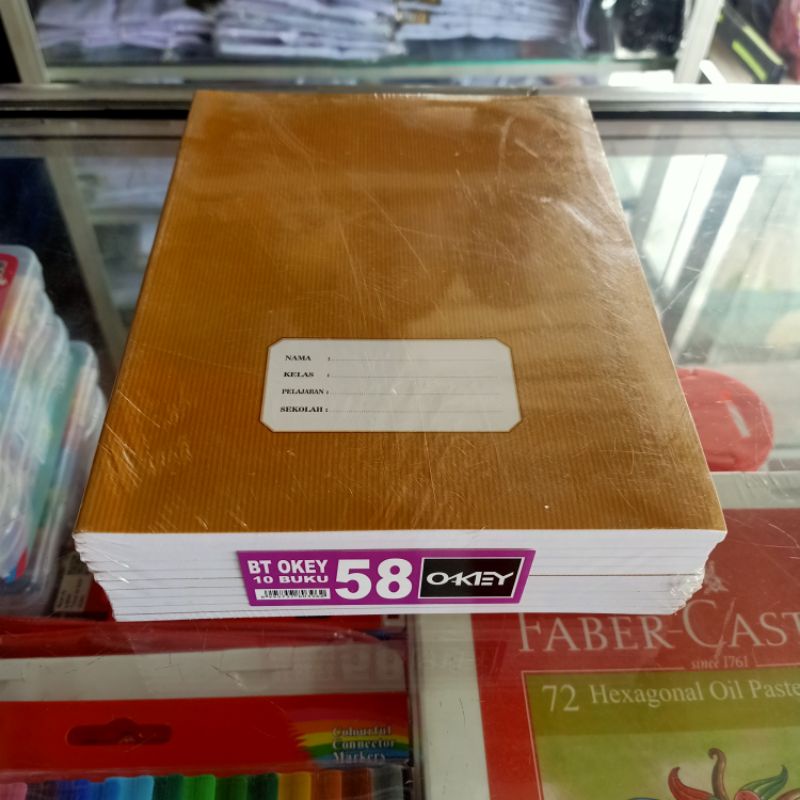 NAMA :
KELAS :
PELAJARAN :
SEKOLAH :
BT OKEY
10 BUKU
58
OKEY
FABER-CAST
since 1761
72 Hexagonal Oil Paste
Colourful
Connector
Markers